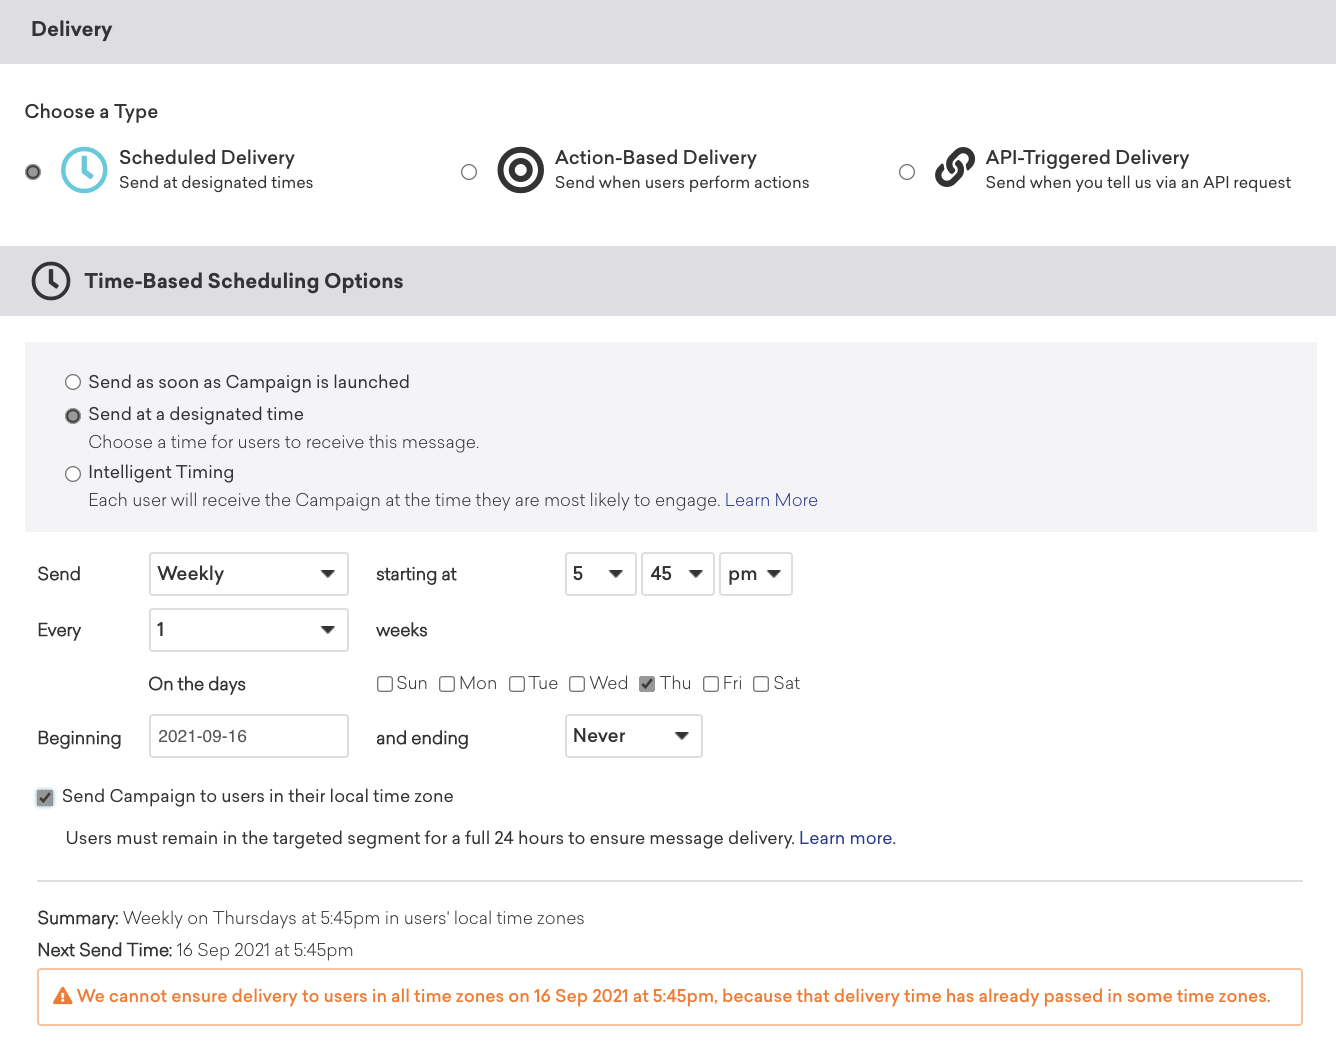 Delivery
Choose a Type
Scheduled Delivery
Send at designated times
Action-Based Delivery
Send when users perform actions
API-Triggered Delivery
Send when you tell us via an API request
Time-Based Scheduling Options
Send as soon as Campaign is launched
Send at a designated time
Choose a time for users to receive this message.
Intelligent Timing
Each user will receive the Campaign at the time they are most likely to engage. Learn More
Send Weekly starting at 5 45 pm
Every 1 weeks
On the days Sun Mon Tue Wed Thu Fri Sat
Beginning 2021-09-16 and ending Never
Send Campaign to users in their local time zone
Users must remain in the targeted segment for a full 24 hours to ensure message delivery. Learn more.
Summary: Weekly on Thursdays at 5:45pm in users' local time zones
Next Send Time: 16 Sep 2021 at 5:45pm
We cannot ensure delivery to users in all time zones on 16 Sep 2021 at 5:45pm, because that delivery time has already passed in some time zones.